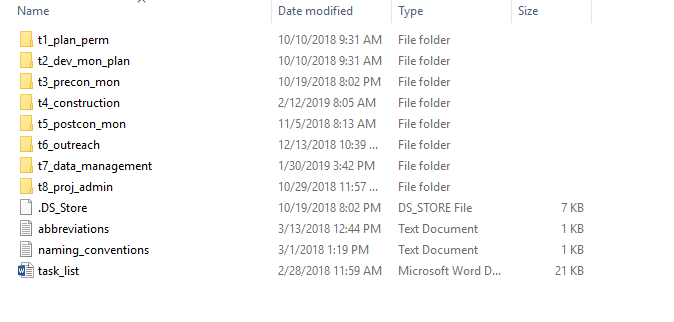 Name Date modified Type Size
t1_plan_perm 10/10/2018 9:31 AM File folder
t2_dev_mon_plan 10/10/2018 9:31 AM File folder
t3_precon_mon 10/19/2018 8:02 PM File folder
t4_construction 2/12/2019 8:05 AM File folder
t5_postcon_mon 11/5/2018 8:13 AM File folder
t6_outreach 12/13/2018 10:39 ... File folder
t7_data_management 1/30/2019 3:42 PM File folder
t8_proj_admin 10/29/2018 11:57 ... File folder
.DS_Store 10/19/2018 8:02 PM DS_STORE File 7 KB
abbreviations 3/13/2018 12:44 PM Text Document 1 KB
naming_conventions 3/1/2018 1:19 PM Text Document 1 KB
task_list 2/28/2018 11:59 AM Microsoft Word D... 21 KB